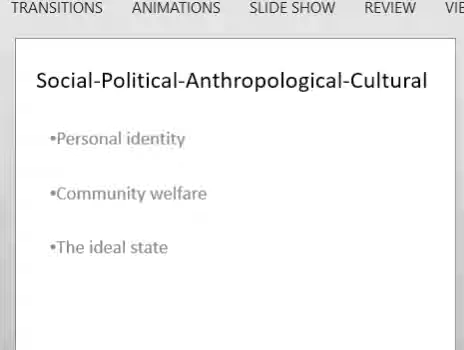 TRANSITIONS ANIMATIONS SLIDE SHOW REVIEW
Social-Political-Anthropological-Cultural
•Personal identity
•Community welfare
•The ideal state